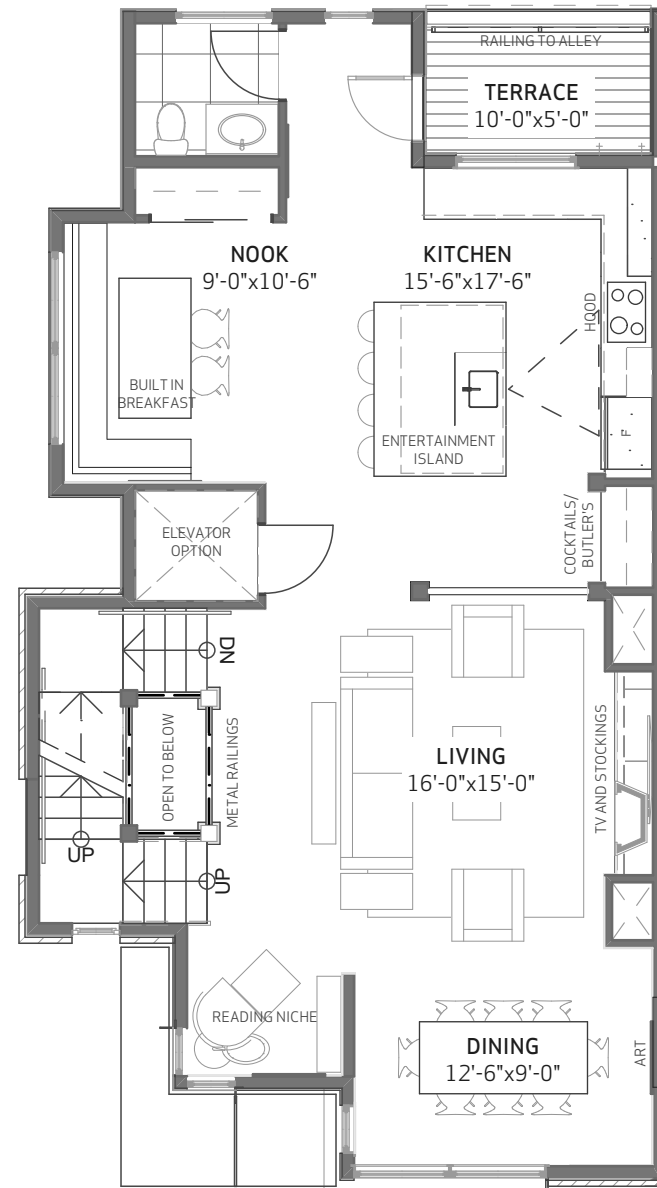 RAILING TO ALLEY
TERRACE
10'-0"x5'-0"
NOOK
9'-0"x10'-6"
KITCHEN
15'-6"x17'-6"
HOOD
BUILT IN
BREAKFAST
ENTERTAINMENT
ISLAND
F
ELEVATOR
OPTION
COCKTAILS/
BUTLER'S
DN
OPEN TO BELOW
METAL RAILINGS
LIVING
16'-0"x15'-0"
TV AND STOCKINGS
UP
UP
READING NICHE
DINING
12'-6"x9'-0"
ART